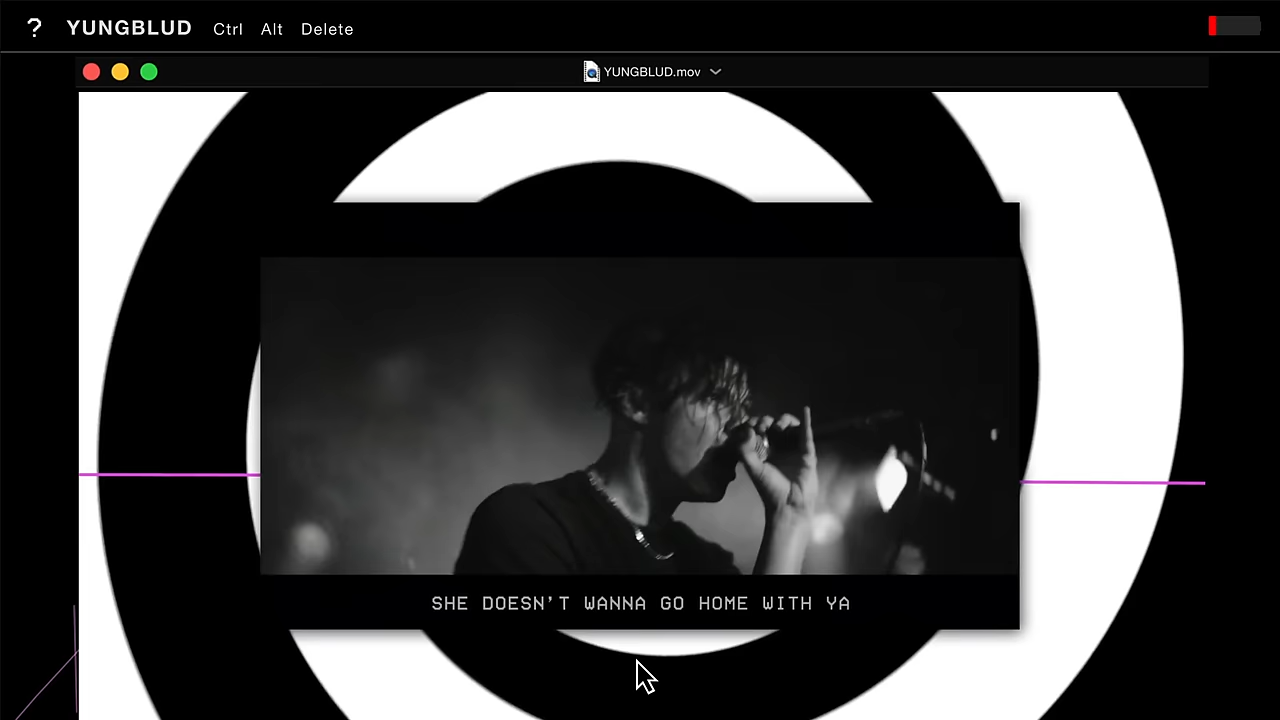 ? YUNGBLUD Ctrl Alt Delete
YUNGBLUD.mov
SHE DOESN'T WANNA GO HOME WITH YA